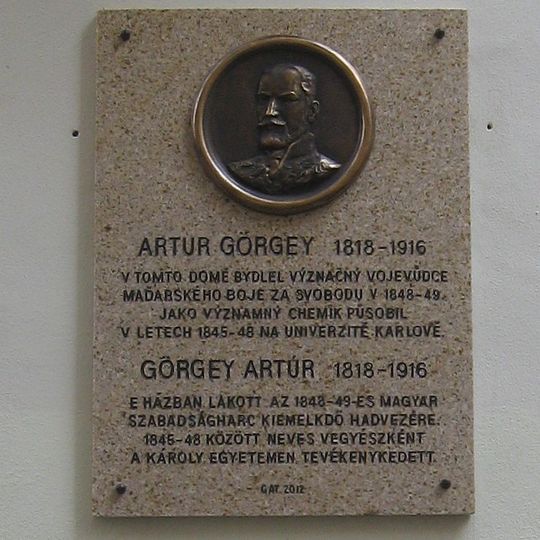 ARTUR GÖRGEY 1818-1916
V TOMTO DOMĚ BYDLEL VÝZNAČNÝ VOJEVŮDCE
MAĎARSKÉHO BOJE ZA SVOBODU V 1848-49.
JAKO VÝZNAMNÝ CHEMIK PŮSOBIL
V LETECH 1845-48 NA UNIVERZITĚ KARLOVĚ.
GÖRGEY ARTÚR 1818-1916
E HÁZBAN LAKOTT AZ 1848-49-ES MAGYAR
SZABADSÁGHARC KIEMELKDŐ HADVEZÉRE.
1845-48 KÖZÖTT NEVES VEGYÉSZKÉNT
A KÁROLY EGYETEMEN TEVÉKENYKEDETT.
GÁT. 2012